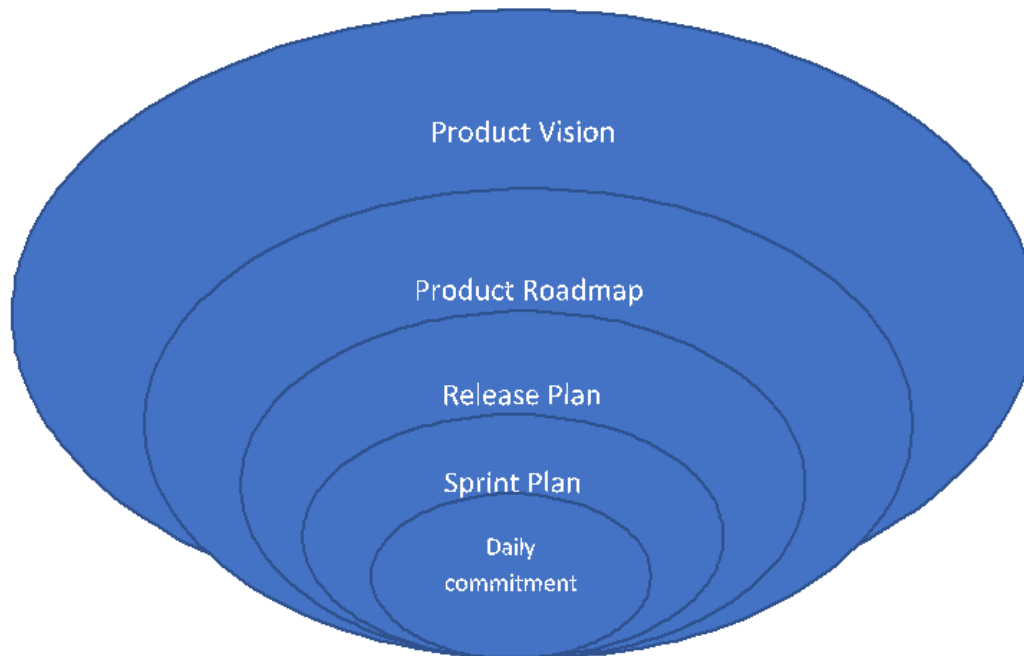 Product Vision
Product Roadmap
Release Plan
Sprint Plan
Daily
commitment